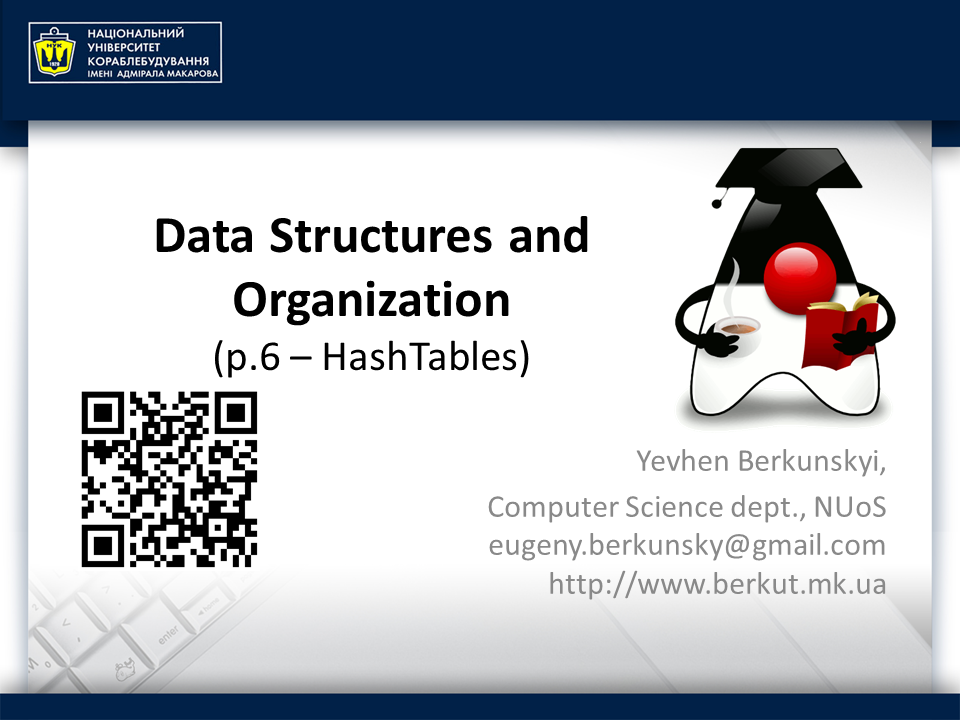 НАЦІОНАЛЬНИЙ
УНІВЕРСИТЕТ
КОРАБЛЕБУДУВАННЯ
ІМЕНІ АДМІРАЛА МАКАРОВА
НУК
1920
Data Structures and
Organization
(p.6 – HashTables)
Yevhen Berkunskyi,
Computer Science dept., NUoS
eugeny.berkunsky@gmail.com
http://www.berkut.mk.ua
enter